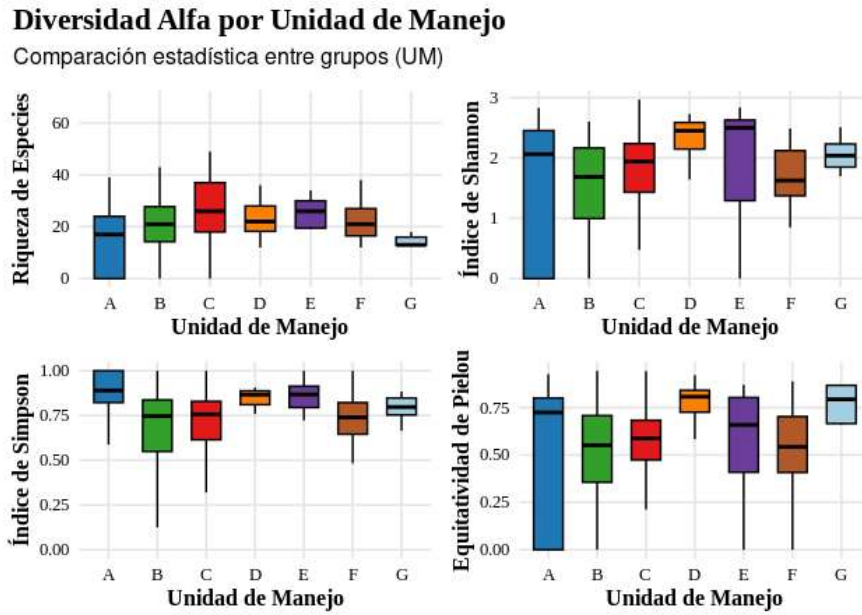 Diversidad Alfa por Unidad de Manejo
Comparación estadística entre grupos (UM)
Riqueza de Especies
60
40
20
0
A B C D E F G
Unidad de Manejo
Índice de Shannon
3
2
1
0
A B C D E F G
Unidad de Manejo
Índice de Simpson
1.00
0.75
0.50
0.25
0.00
A B C D E F G
Unidad de Manejo
Equitatividad de Pielou
0.75
0.50
0.25
0.00
A B C D E F G
Unidad de Manejo